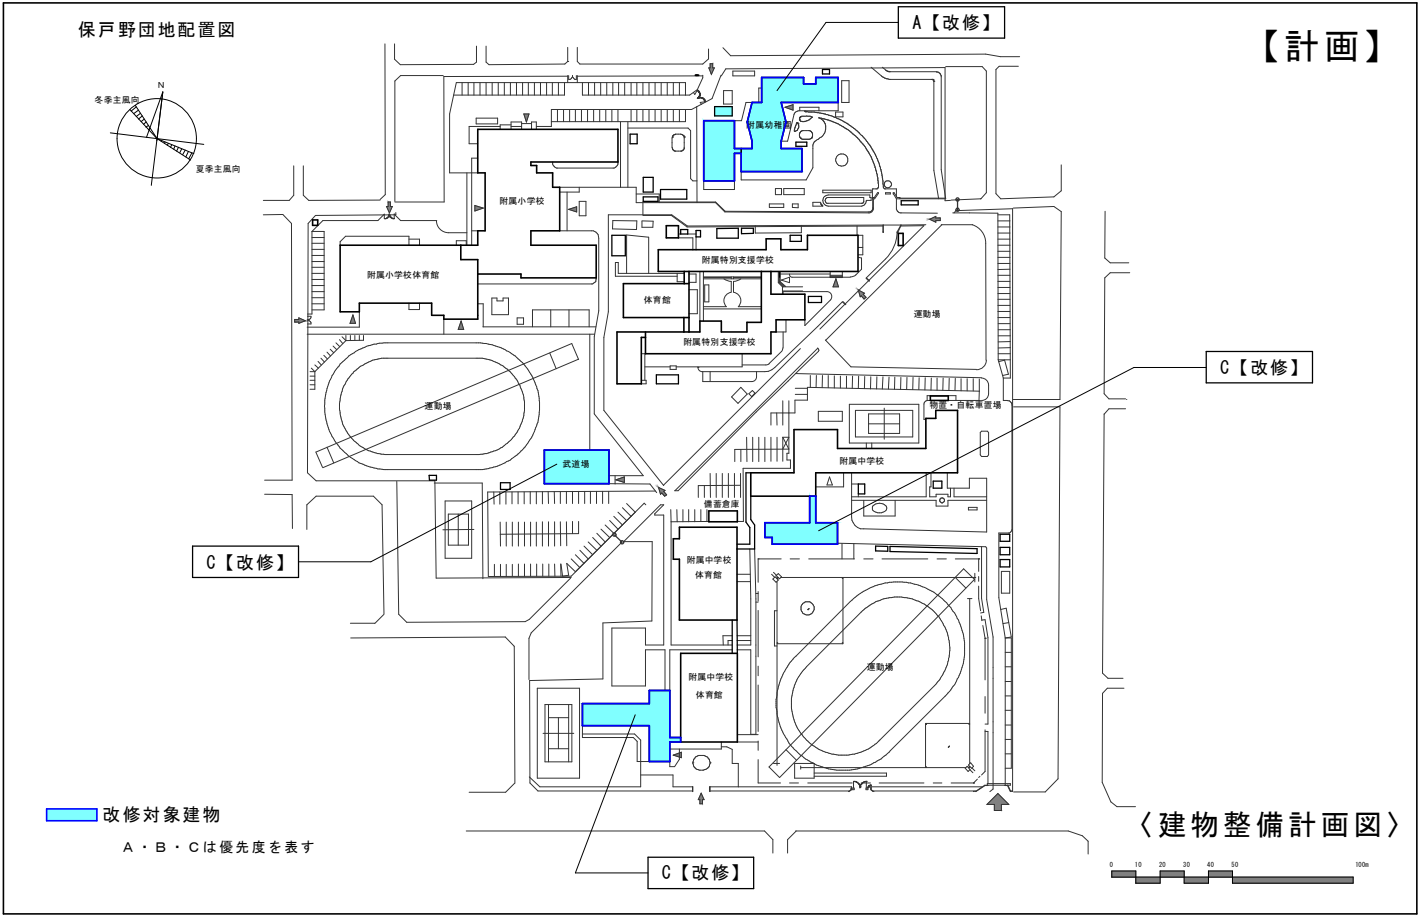 保戸野団地配置図
A【改修】
【計画】
N
冬季主風向
夏季主風向
附属幼稚園
附属小学校
附属小学校体育館
附属特別支援学校
体育館
附属特別支援学校
運動場
C【改修】
運動場
物置・自転車置場
附属中学校
武道場
備蓄倉庫
C【改修】
附属中学校
体育館
附属中学校
体育館
運動場
改修対象建物
A・B・Cは優先度を表す
C【改修】
〈建物整備計画図〉
0 10 20 30 40 50 100m